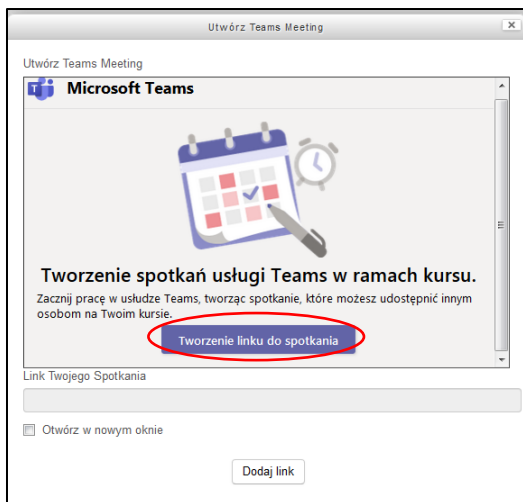 Utwórz Teams Meeting
Utwórz Teams Meeting
Microsoft Teams
Tworzenie spotkań usługi Teams w ramach kursu.
Zacznij pracę w usłudze Teams, tworząc spotkanie, które możesz udostępnić innym
osobom na Twoim kursie.
Tworzenie linku do spotkania
Link Twojego Spotkania
Otwórz w nowym oknie
Dodaj link